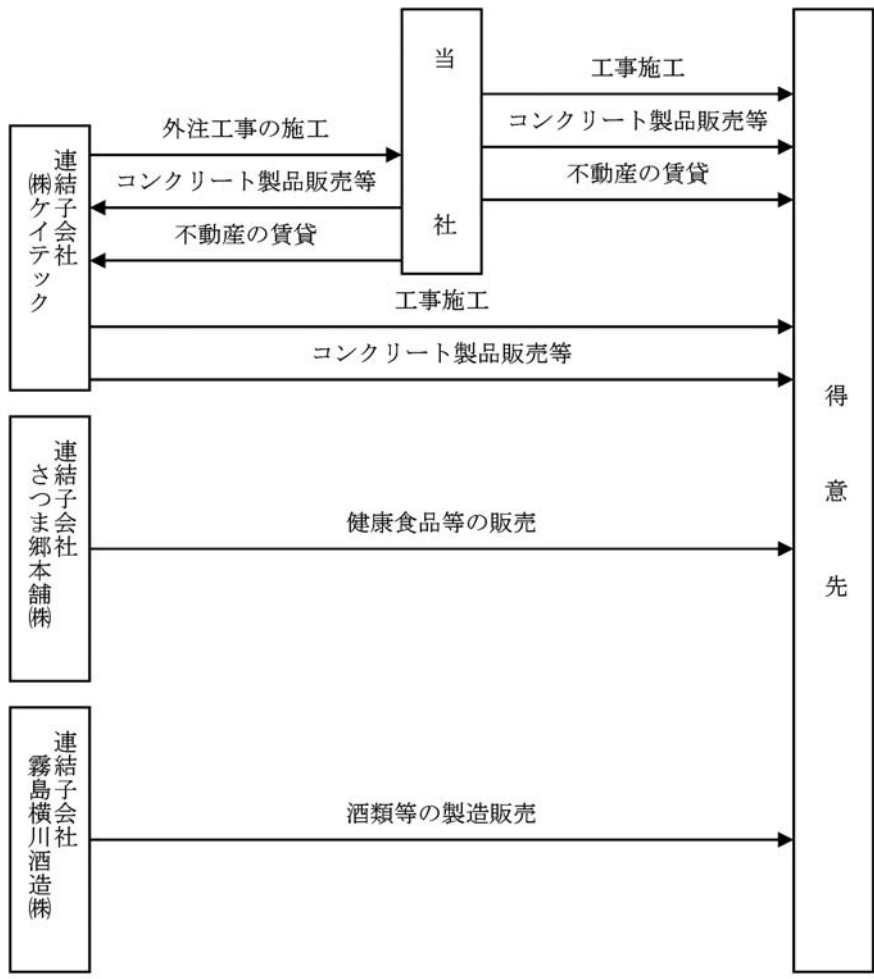 当社
工事施工
コンクリート製品販売等
不動産の賃貸
外注工事の施工
コンクリート製品販売等
不動産の賃貸
連結子会社
㈱ケイテック
工事施工
コンクリート製品販売等
得意先
連結子会社
さつま郷本舗㈱
健康食品等の販売
連結子会社
霧島横川酒造㈱
酒類等の製造販売